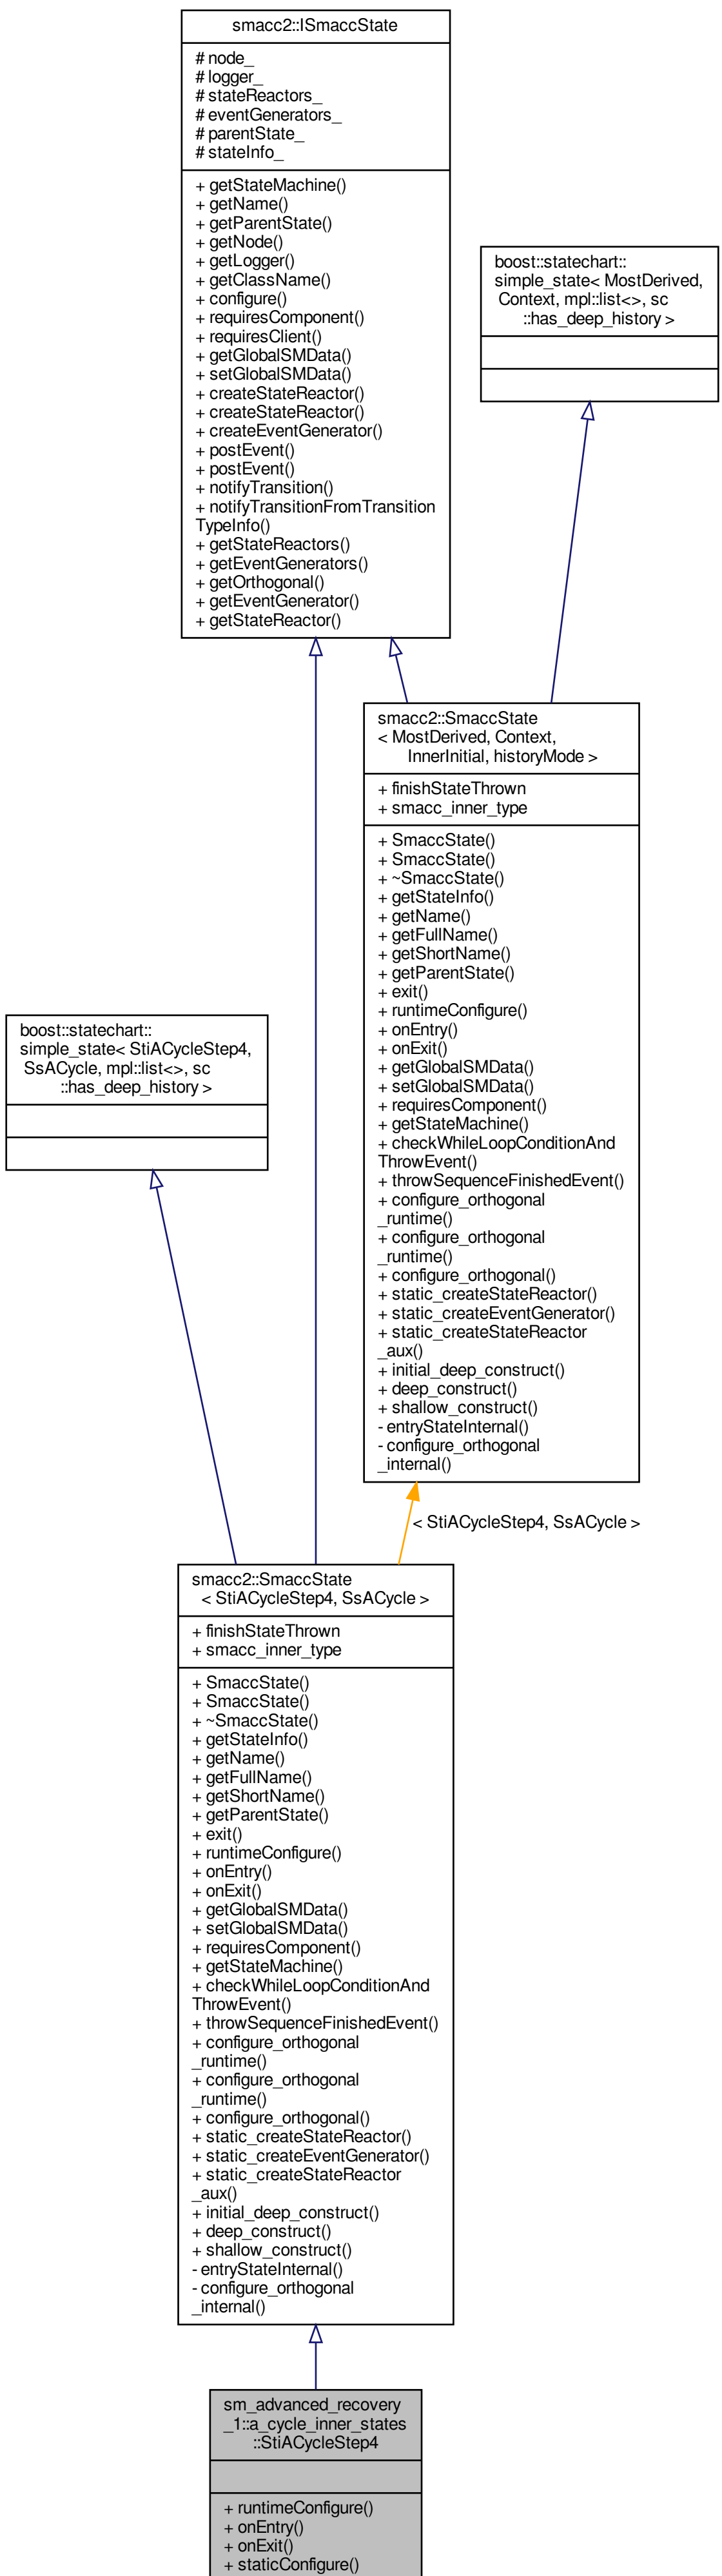 smacc2::ISmaccState
# node_
# logger_
# stateReactors_
# eventGenerators_
# parentState_
# stateInfo_
+ getStateMachine()
+ getName()
+ getParentState()
+ getNode()
+ getLogger()
+ getClassName()
+ configure()
+ requiresComponent()
+ requiresClient()
+ getGlobalSMData()
+ setGlobalSMData()
+ createStateReactor()
+ createStateReactor()
+ createEventGenerator()
+ postEvent()
+ postEvent()
+ notifyTransition()
+ notifyTransitionFromTransition
TypeInfo()
+ getStateReactors()
+ getEventGenerators()
+ getOrthogonal()
+ getEventGenerator()
+ getStateReactor()
boost::statechart::
simple_state< MostDerived,
Context, mpl::list<>, sc
::has_deep_history >
smacc2::SmaccState
< MostDerived, Context,
InnerInitial, historyMode >
+ finishStateThrown
+ smacc_inner_type
+ SmaccState()
+ SmaccState()
+ ~SmaccState()
+ getStateInfo()
+ getName()
+ getFullName()
+ getShortName()
+ getParentState()
+ exit()
+ runtimeConfigure()
+ onEntry()
+ onExit()
+ getGlobalSMData()
+ setGlobalSMData()
+ requiresComponent()
+ getStateMachine()
+ checkWhileLoopConditionAnd
ThrowEvent()
+ throwSequenceFinishedEvent()
+ configure_orthogonal
_runtime()
+ configure_orthogonal
_runtime()
+ configure_orthogonal()
+ static_createStateReactor()
+ static_createEventGenerator()
+ static_createStateReactor
_aux()
+ initial_deep_construct()
+ deep_construct()
+ shallow_construct()
- entryStateInternal()
- configure_orthogonal
_internal()
boost::statechart::
simple_state< StiACycleStep4,
SsACycle, mpl::list<>, sc
::has_deep_history >
< StiACycleStep4, SsACycle >
smacc2::SmaccState
< StiACycleStep4, SsACycle >
+ finishStateThrown
+ smacc_inner_type
+ SmaccState()
+ SmaccState()
+ ~SmaccState()
+ getStateInfo()
+ getName()
+ getFullName()
+ getShortName()
+ getParentState()
+ exit()
+ runtimeConfigure()
+ onEntry()
+ onExit()
+ getGlobalSMData()
+ setGlobalSMData()
+ requiresComponent()
+ getStateMachine()
+ checkWhileLoopConditionAnd
ThrowEvent()
+ throwSequenceFinishedEvent()
+ configure_orthogonal
_runtime()
+ configure_orthogonal
_runtime()
+ configure_orthogonal()
+ static_createStateReactor()
+ static_createEventGenerator()
+ static_createStateReactor
_aux()
+ initial_deep_construct()
+ deep_construct()
+ shallow_construct()
- entryStateInternal()
- configure_orthogonal
_internal()
sm_advanced_recovery
_1::a_cycle_inner_states
::StiACycleStep4
+ runtimeConfigure()
+ onEntry()
+ onExit()
+ staticConfigure()